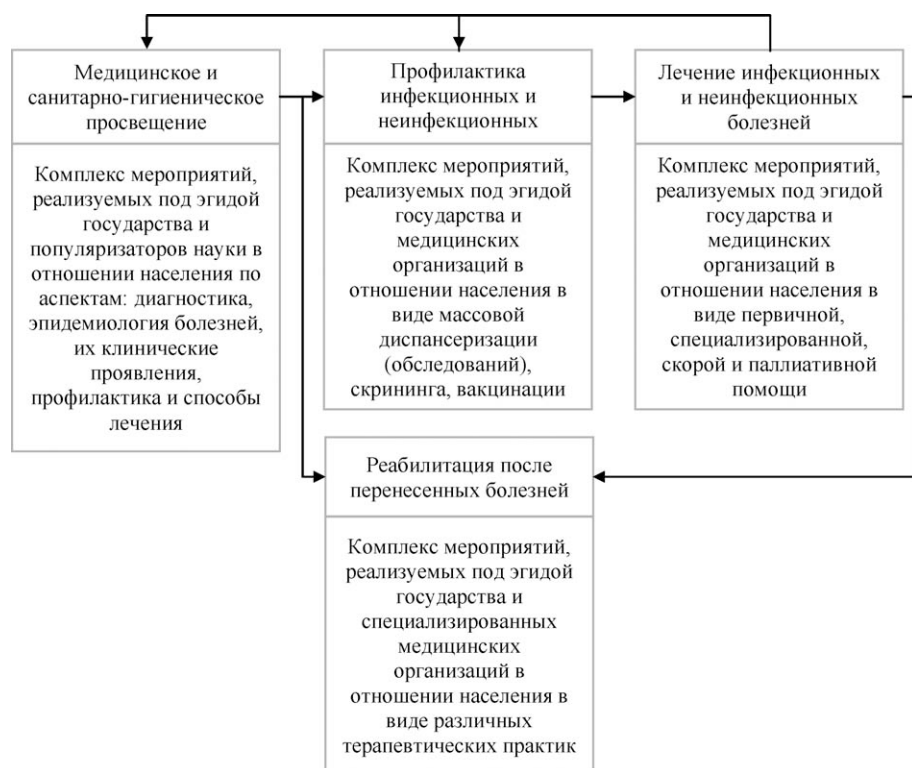 Медицинское и
санитарно-гигиеническое
просвещение
Комплекс мероприятий,
реализуемых под эгидой
государства и
популяризаторов науки в
отношении населения по
аспектам: диагностика,
эпидемиология болезней,
их клинические
проявления,
профилактика и способы
лечения
Профилактика
инфекционных и
неинфекционных
Комплекс мероприятий,
реализуемых под эгидой
государства и
медицинских
организаций в
отношении населения в
виде массовой
диспансеризации
(обследований),
скрининга, вакцинации
Лечение инфекционных
и неинфекционных
болезней
Комплекс мероприятий,
реализуемых под эгидой
государства и
медицинских
организаций в
отношении населения в
виде первичной,
специализированной,
скорой и паллиативной
помощи
Реабилитация после
перенесенных болезней
Комплекс мероприятий,
реализуемых под эгидой
государства и
специализированных
медицинских
организаций в
отношении населения в
виде различных
терапевтических практик